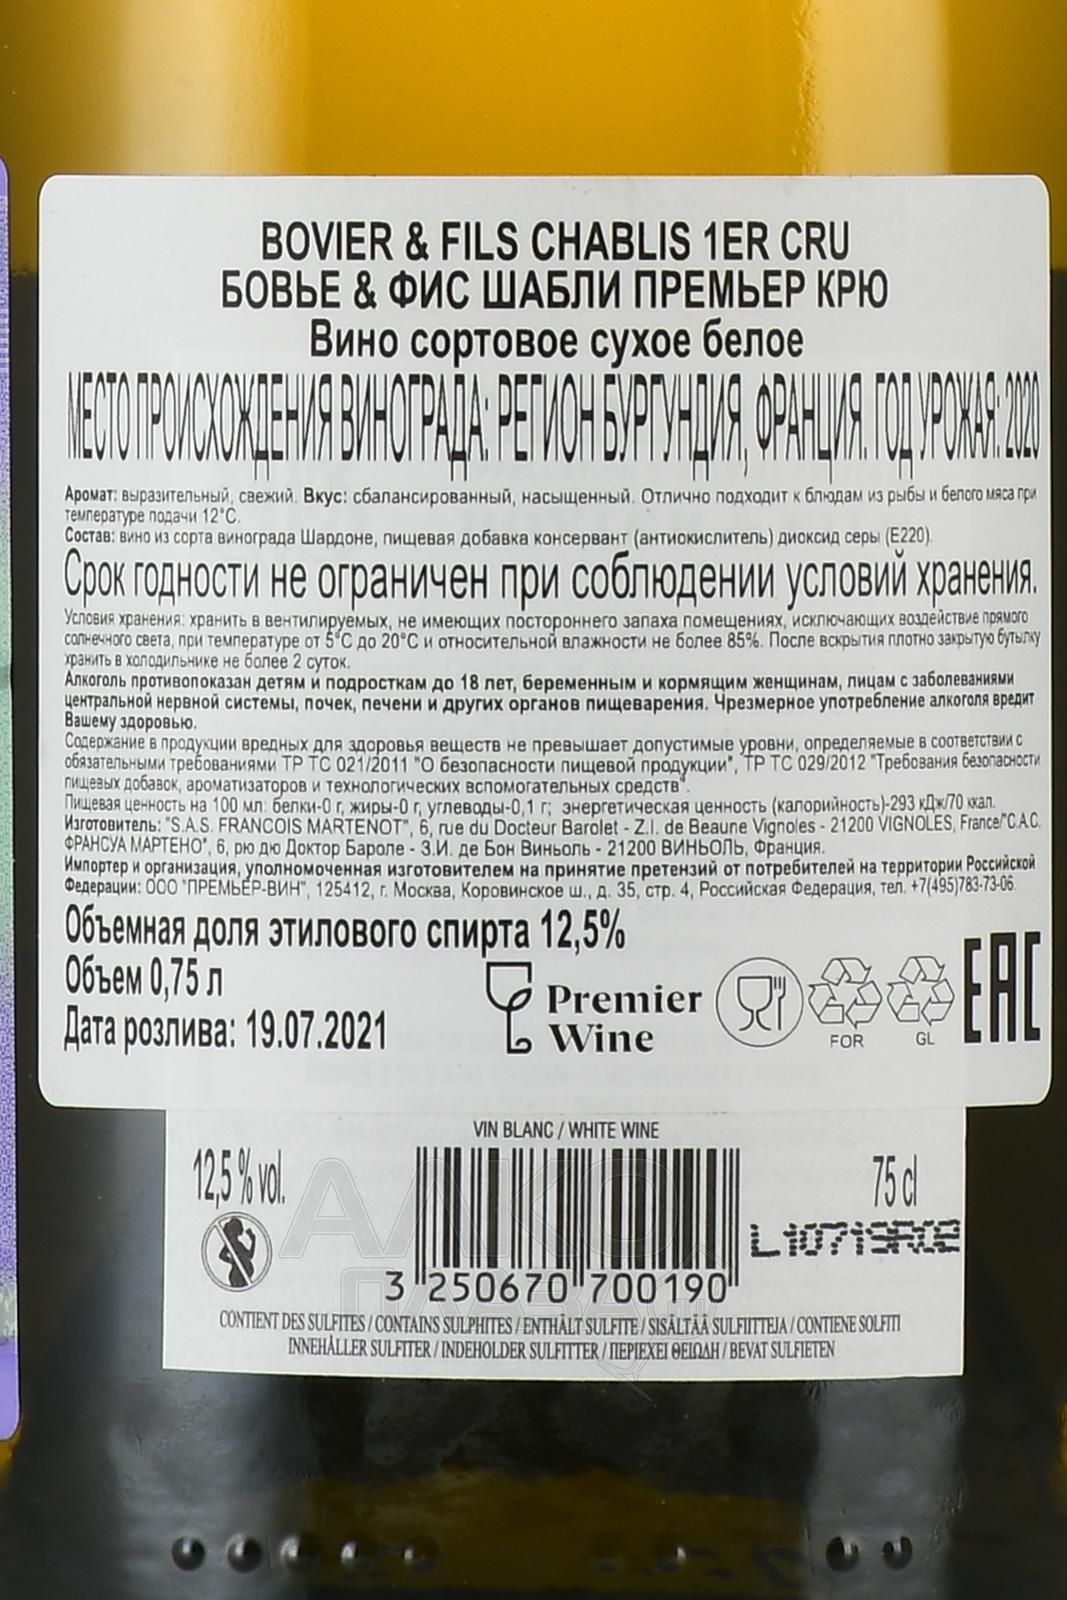 BOVIER & FILS CHABLIS 1ER CRU
БОВЬЕ & ФИС ШАБЛИ ПРЕМЬЕР КРЮ
Вино сортовое сухое белое
МЕСТО ПРОИСХОЖДЕНИЯ ВИНОГРАДА: РЕГИОН БУРГУНДИЯ, ФРАНЦИЯ. ГОД УРОЖАЯ: 2020
Аромат: выразительный, свежий. Вкус: сбалансированный, насыщенный. Отлично подходит к блюдам из рыбы и белого мяса при
температуре подачи 12°С.
Состав: вино из сорта винограда Шардоне, пищевая добавка консервант (антиокислитель) диоксид серы (Е220).
Срок годности не ограничен при соблюдении условий хранения.
Условия хранения: хранить в вентилируемых, не имеющих постороннего запаха помещениях, исключающих воздействие прямого
солнечного света, при температуре от 5°С до 20°С и относительной влажности не более 85%. После вскрытия плотно закрытую бутылку
хранить в холодильнике не более 2 суток.
Алкоголь противопоказан детям и подросткам до 18 лет, беременным и кормящим женщинам, лицам с заболеваниями
центральной нервной системы, почек, печени и других органов пищеварения. Чрезмерное употребление алкоголя вредит
Вашему здоровью.
Содержание в продукции вредных для здоровья веществ не превышает допустимые уровни, определяемые в соответствии с
обязательными требованиями ТР ТС 021/2011 "О безопасности пищевой продукции", ТР ТС 029/2012 "Требования безопасности
пищевых добавок, ароматизаторов и технологических вспомогательных средств".
Пищевая ценность на 100 мл: белки-0 г, жиры-0 г, углеводы-0,1 г; энергетическая ценность (калорийность)-293 кДж/70 ккал.
Изготовитель: "S.A.S. FRANCOIS MARTENOT", 6, rue du Docteur Barolet - Z.I. de Beaune Vignoles - 21200 VIGNOLES, France/"С.А.С.
ФРАНСУА МАРТЕНО", 6, рю дю Доктор Бароле - З.И. де Бон Виньоль - 21200 ВИНЬОЛЬ, Франция.
Импортер и организация, уполномоченная изготовителем на принятие претензий от потребителей на территории Российской
Федерации: ООО "ПРЕМЬЕР-ВИН", 125412, г. Москва, Коровинское ш., д. 35, стр. 4, Российская Федерация, тел. +7(495)783-73-06.
Объемная доля этилового спирта 12,5%
Объем 0,75 л
Дата розлива: 19.07.2021
Premier
Wine
FOR
GL
EAC
VIN BLANC / WHITE WINE
12,5 % vol.
75 cl
L10719R02
3 250670 700190
АЛКО
ПЛАЗА.ru
CONTIENT DES SULFITES / CONTAINS SULPHITES / ENTHÄLT SULFITE / SISÄLTÄÄ SULFIITTEJA / CONTIENE SOLFITI
INNEHÅLLER SULFITER / INDEHOLDER SULFITTER / ΠΕΡΙΕΧΕΙ ΘΕΙΩΔΗ / BEVAT SULFIETEN